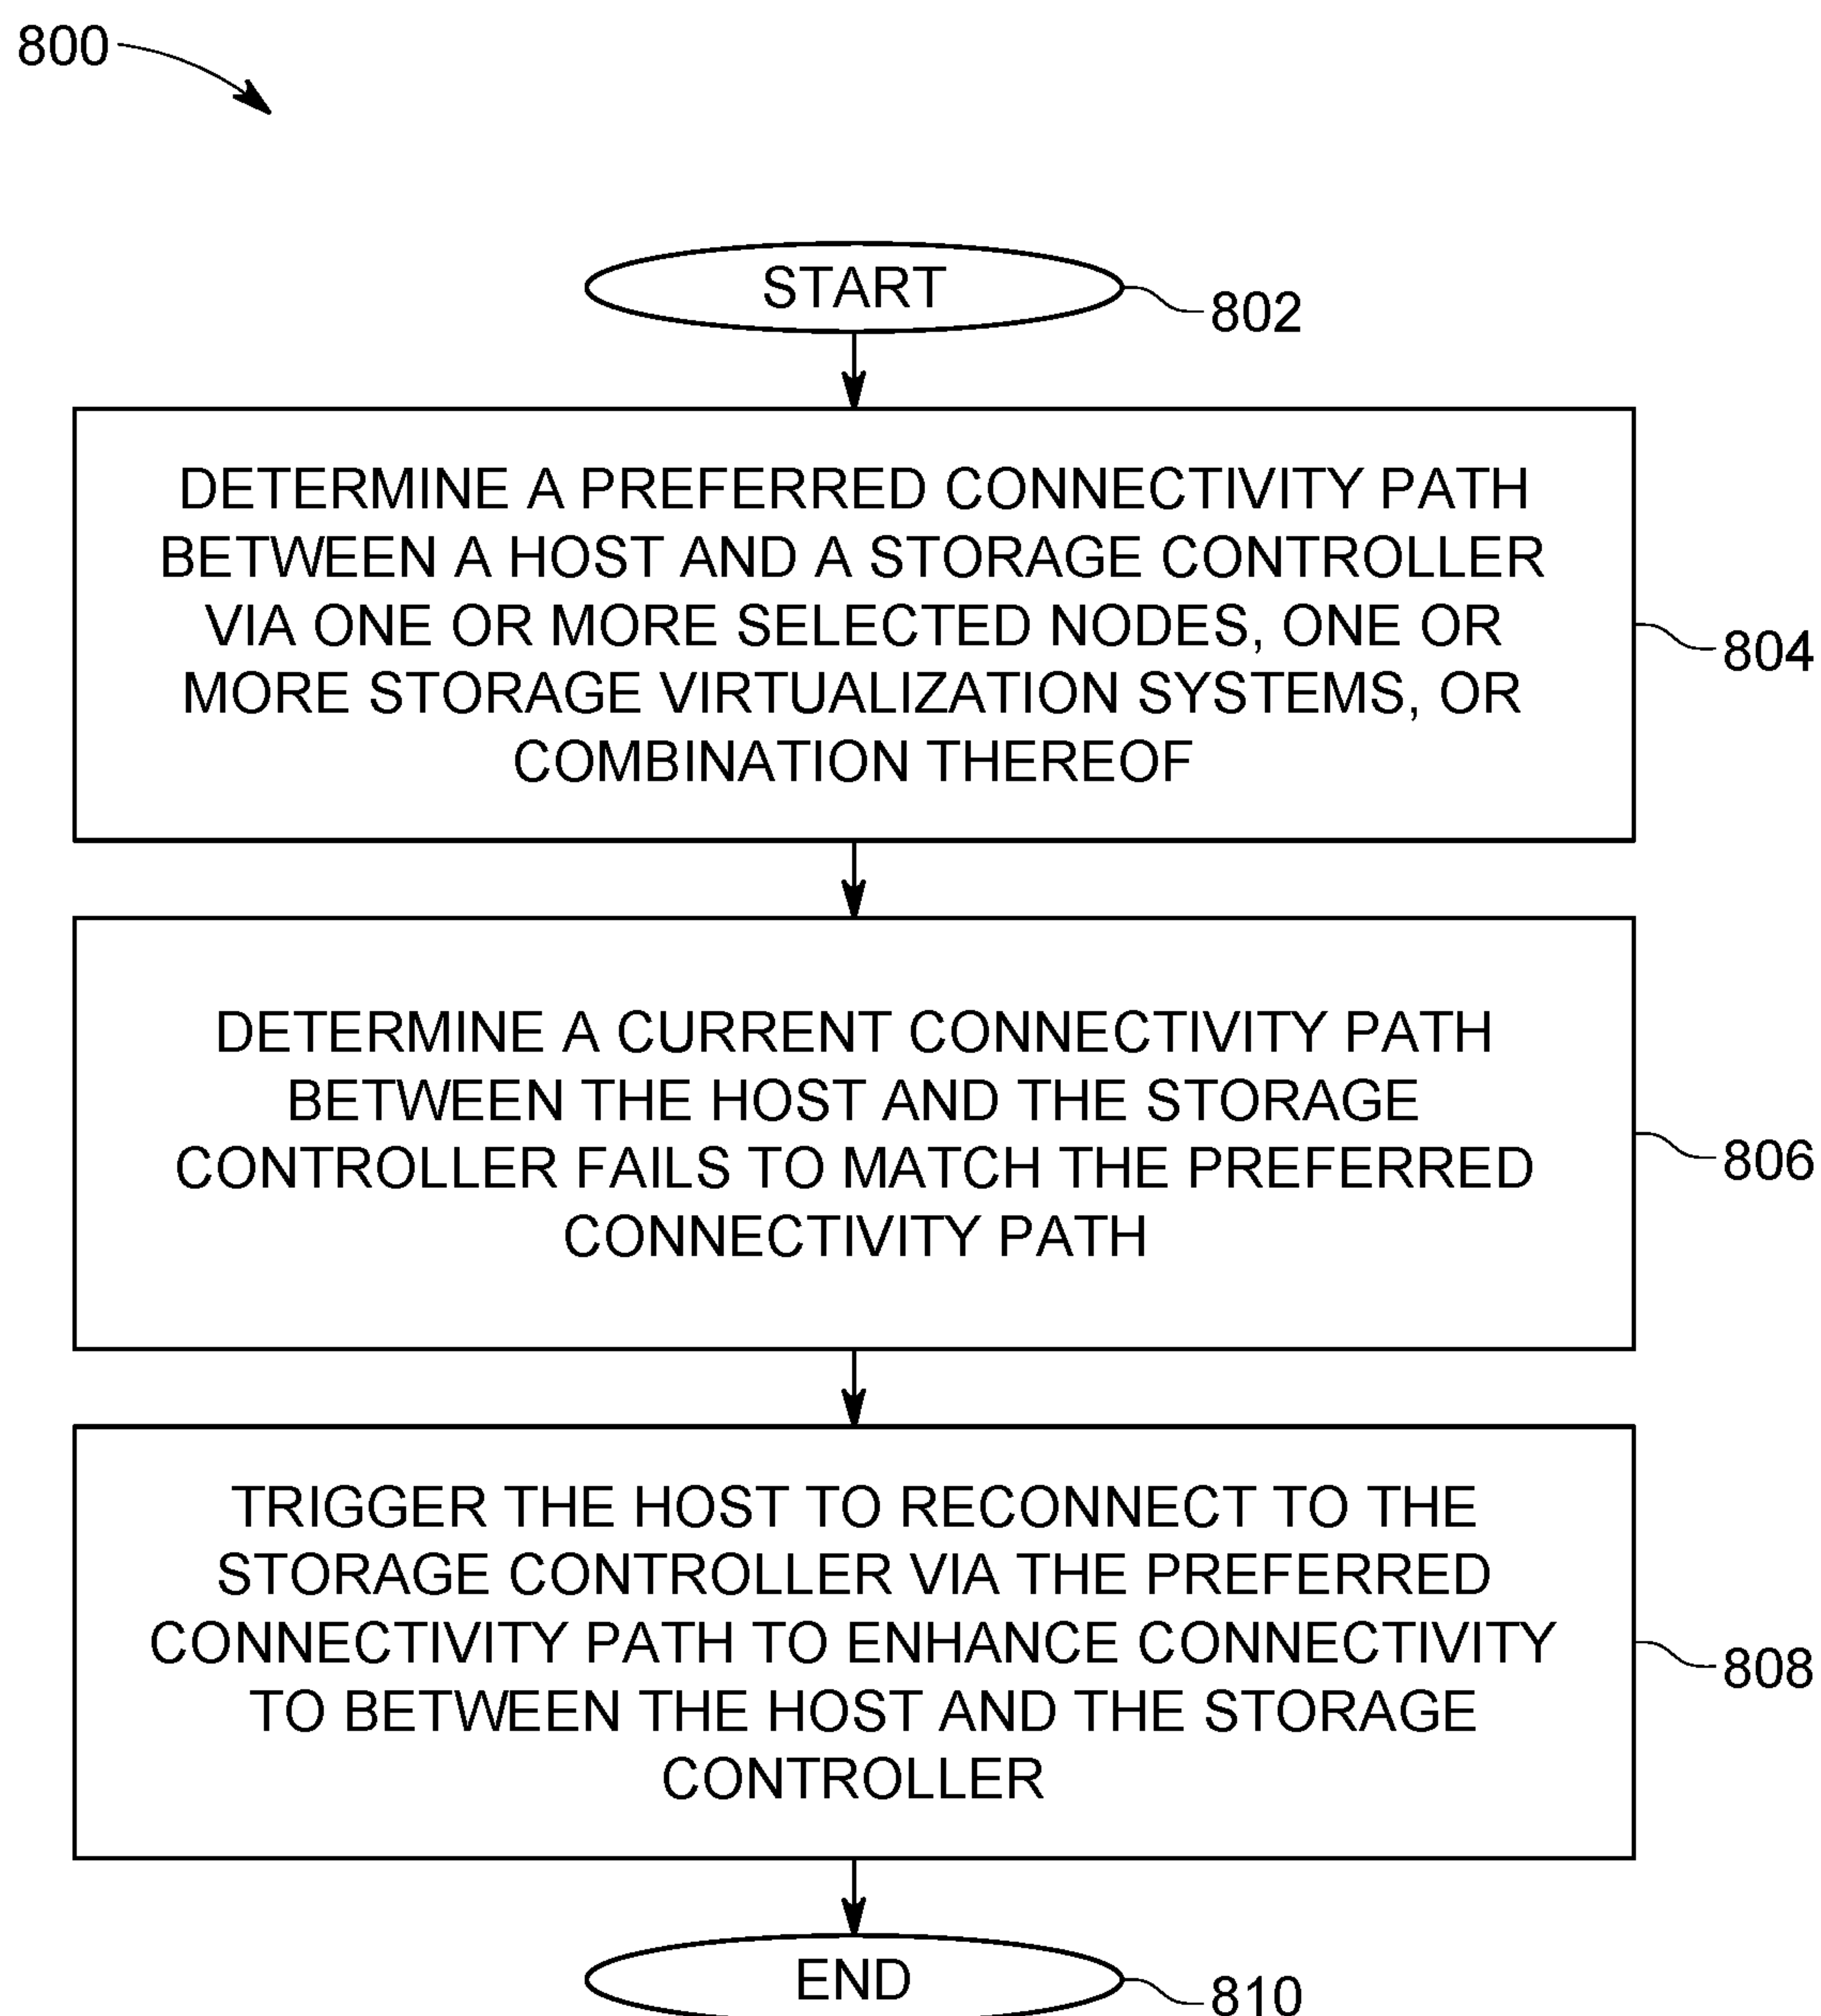 800
START
802
DETERMINE A PREFERRED CONNECTIVITY PATH
BETWEEN A HOST AND A STORAGE CONTROLLER
VIA ONE OR MORE SELECTED NODES, ONE OR
MORE STORAGE VIRTUALIZATION SYSTEMS, OR
COMBINATION THEREOF
804
DETERMINE A CURRENT CONNECTIVITY PATH
BETWEEN THE HOST AND THE STORAGE
CONTROLLER FAILS TO MATCH THE PREFERRED
CONNECTIVITY PATH
806
TRIGGER THE HOST TO RECONNECT TO THE
STORAGE CONTROLLER VIA THE PREFERRED
CONNECTIVITY PATH TO ENHANCE CONNECTIVITY
TO BETWEEN THE HOST AND THE STORAGE
CONTROLLER
808
END
810